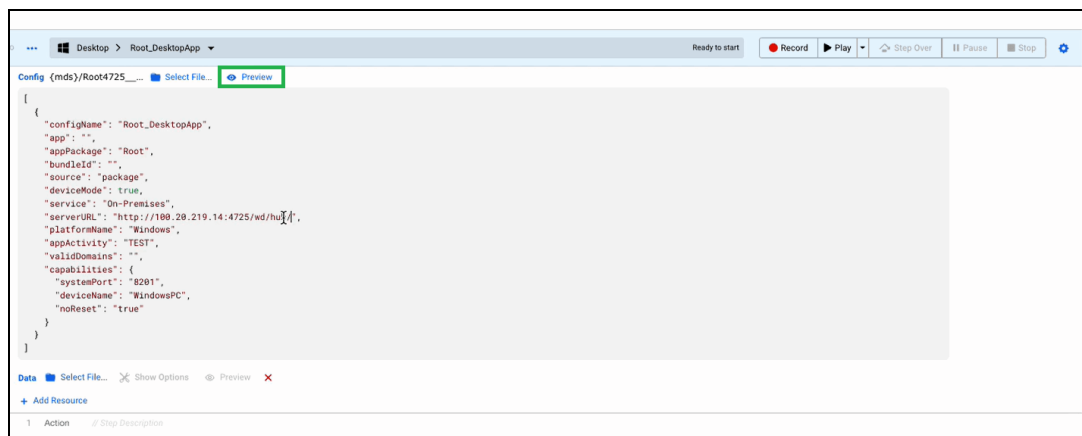 ... Desktop > Root_DesktopApp Ready to start Record Play Step Over Pause Stop
Config {mds}/Root4725__... Select File... Preview
[
{
"configName": "Root_DesktopApp",
"app": "",
"appPackage": "Root",
"bundleId": "",
"source": "package",
"deviceMode": true,
"service": "On-Premises",
"serverURL": "http://100.20.219.14:4725/wd/hub/",
"platformName": "Windows",
"appActivity": "TEST",
"validDomains": "",
"capabilities": {
"systemPort": "8201",
"deviceName": "WindowsPC",
"noReset": "true"
}
}
]
Data Select File... Show Options Preview
+ Add Resource
1 Action // Step Description